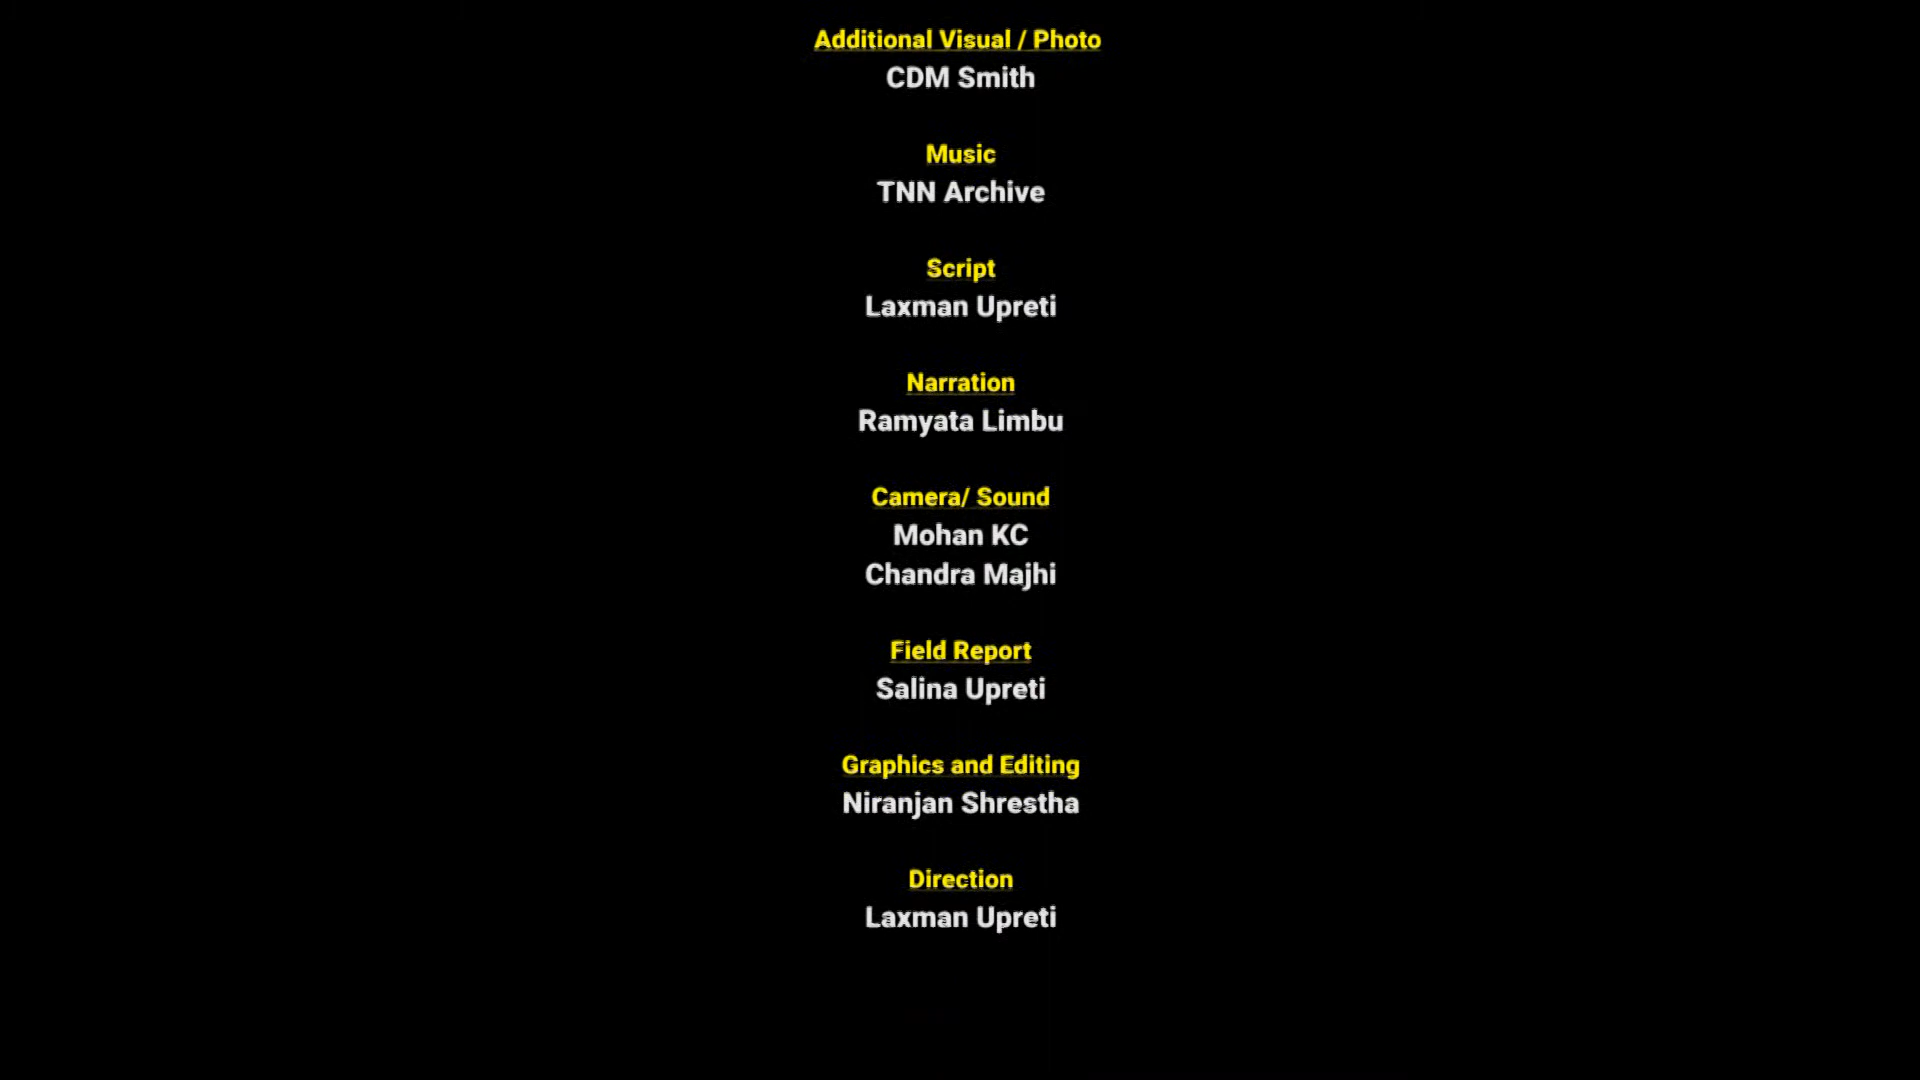 Additional Visual / Photo
CDM Smith
Music
TNN Archive
Script
Laxman Upreti
Narration
Ramyata Limbu
Camera/ Sound
Mohan KC
Chandra Majhi
Field Report
Salina Upreti
Graphics and Editing
Niranjan Shrestha
Direction
Laxman Upreti